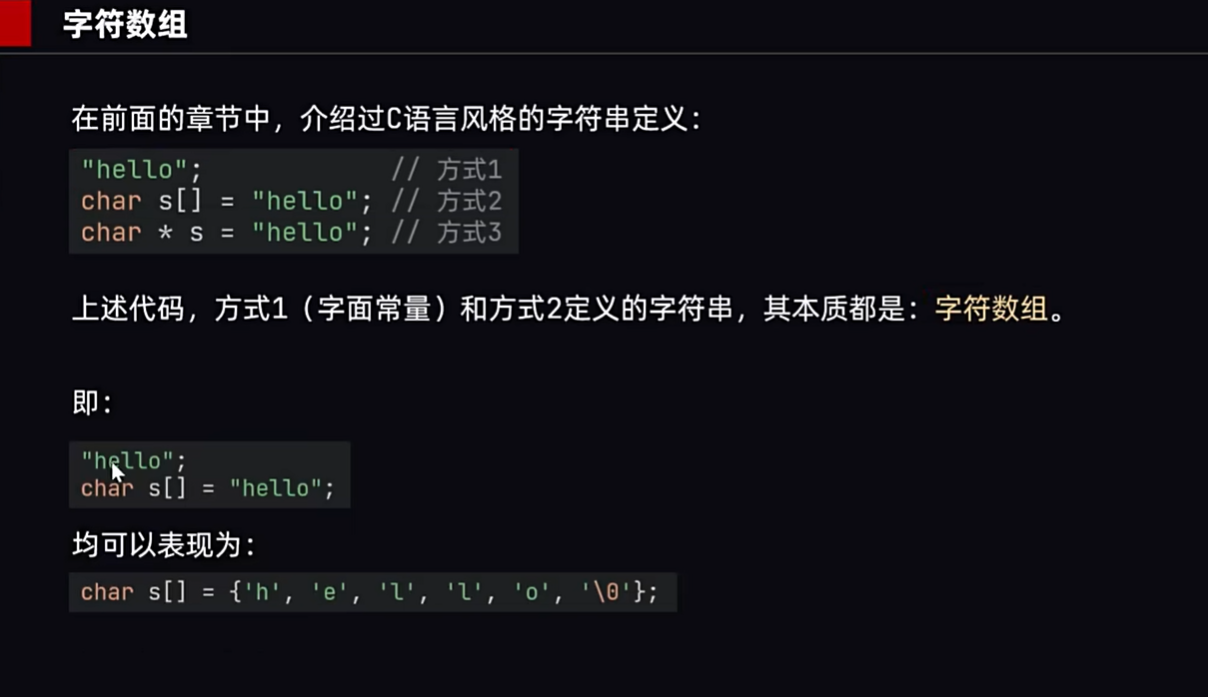 字符数组
在前面的章节中，介绍过C语言风格的字符串定义：
"hello";                // 方式1
char s[] = "hello"; // 方式2
char * s = "hello"; // 方式3
上述代码，方式1（字面常量）和方式2定义的字符串，其本质都是：字符数组。
即：
"hello";
char s[] = "hello";
均可以表现为：
char s[] = {'h', 'e', 'l', 'l', 'o', '\0'};